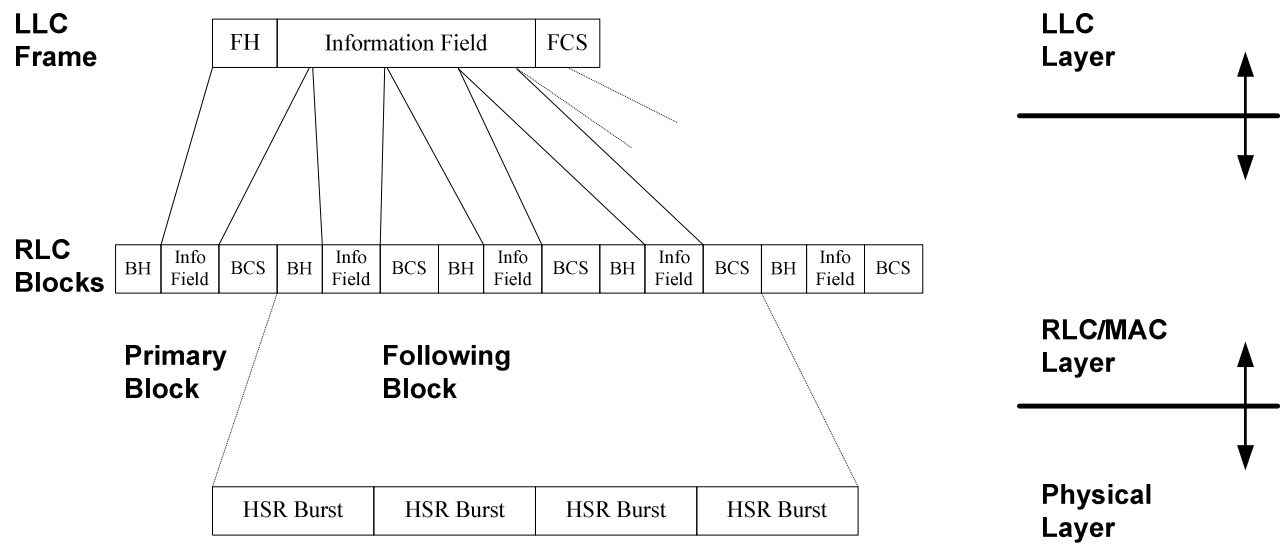 LLC
Frame
FH
Information Field
FCS
LLC
Layer
RLC
Blocks
BH
Info
Field
BCS
BH
Info
Field
BCS
BH
Info
Field
BCS
BH
Info
Field
BCS
BH
Info
Field
BCS
Primary
Block
Following
Block
RLC/MAC
Layer
HSR Burst
HSR Burst
HSR Burst
HSR Burst
Physical
Layer